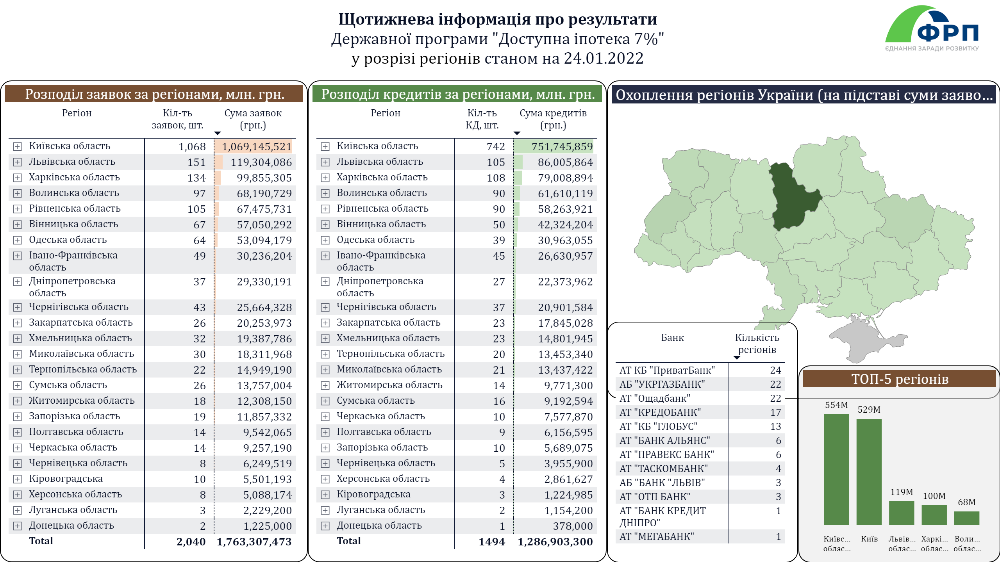 Щотижнева інформація про результати
Державної програми "Доступна іпотека 7%"
у розрізі регіонів станом на 24.01.2022
ФРП
ЄДНАННЯ ЗАРАДИ РОЗВИТКУ
Розподіл заявок за регіонами, млн. грн.
Регіон Кіл-ть Сума заявок
заявок, шт. (грн.)
Київська область 1,068 1,069,145,521
Львівська область 151 119,304,086
Харківська область 134 99,855,305
Волинська область 97 68,190,729
Рівненська область 105 67,475,731
Вінницька область 67 57,050,292
Одеська область 64 53,094,179
Івано-Франківська 49 30,236,204
область
Дніпропетровська 37 29,330,191
область
Чернігівська область 43 25,664,328
Закарпатська область 26 20,253,973
Хмельницька область 32 19,387,786
Миколаївська область 30 18,311,968
Тернопільська область 22 14,949,190
Сумська область 26 13,757,004
Житомирська область 18 12,308,150
Запорізька область 19 11,857,332
Полтавська область 14 9,542,065
Черкаська область 14 9,257,190
Чернівецька область 8 6,249,519
Кіровоградська 10 5,501,193
Херсонська область 8 5,088,174
Луганська область 3 2,229,200
Донецька область 2 1,225,000
Total 2,040 1,763,307,473
Розподіл кредитів за регіонами, млн. грн.
Регіон Кіл-ть Сума кредитів
КД, шт. (грн.)
Київська область 742 751,745,859
Львівська область 105 86,005,864
Харківська область 108 79,008,894
Волинська область 90 61,610,119
Рівненська область 90 58,263,921
Вінницька область 50 42,324,204
Одеська область 39 30,963,055
Івано-Франківська 45 26,630,957
область
Дніпропетровська 27 22,373,962
область
Чернігівська область 37 20,901,584
Закарпатська область 23 17,845,028
Хмельницька область 23 14,801,945
Тернопільська область 20 13,453,340
Миколаївська область 21 13,437,422
Житомирська область 14 9,771,300
Сумська область 16 9,192,594
Черкаська область 10 7,577,870
Полтавська область 9 6,156,595
Запорізька область 10 5,689,075
Чернівецька область 5 3,955,900
Херсонська область 4 2,861,627
Кіровоградська 3 1,224,985
Луганська область 2 1,154,200
Донецька область 1 378,000
Total 1494 1,286,903,300
Охоплення регіонів України (на підставі суми заяво...
Банк Кількість
регіонів
АТ КБ "ПриватБанк" 24
АБ "УКРГАЗБАНК" 22
АТ "Ощадбанк" 22
АТ "КРЕДОБАНК" 17
АТ "КБ "ГЛОБУС" 13
АТ "БАНК АЛЬЯНС" 6
АТ "ПРАВЕКС БАНК" 6
АТ "ТАСКОМБАНК" 4
АБ "БАНК "ЛЬВІВ" 3
АТ "ОТП БАНК" 3
АТ "БАНК КРЕДИТ 1
ДНІПРО"
АТ "МЕГАБАНК" 1
ТОП-5 регіонів
554M 529M 119M 100M 68M
Київс... Київ Львів... Харкі... Воли...
облас... облас... облас... облас...